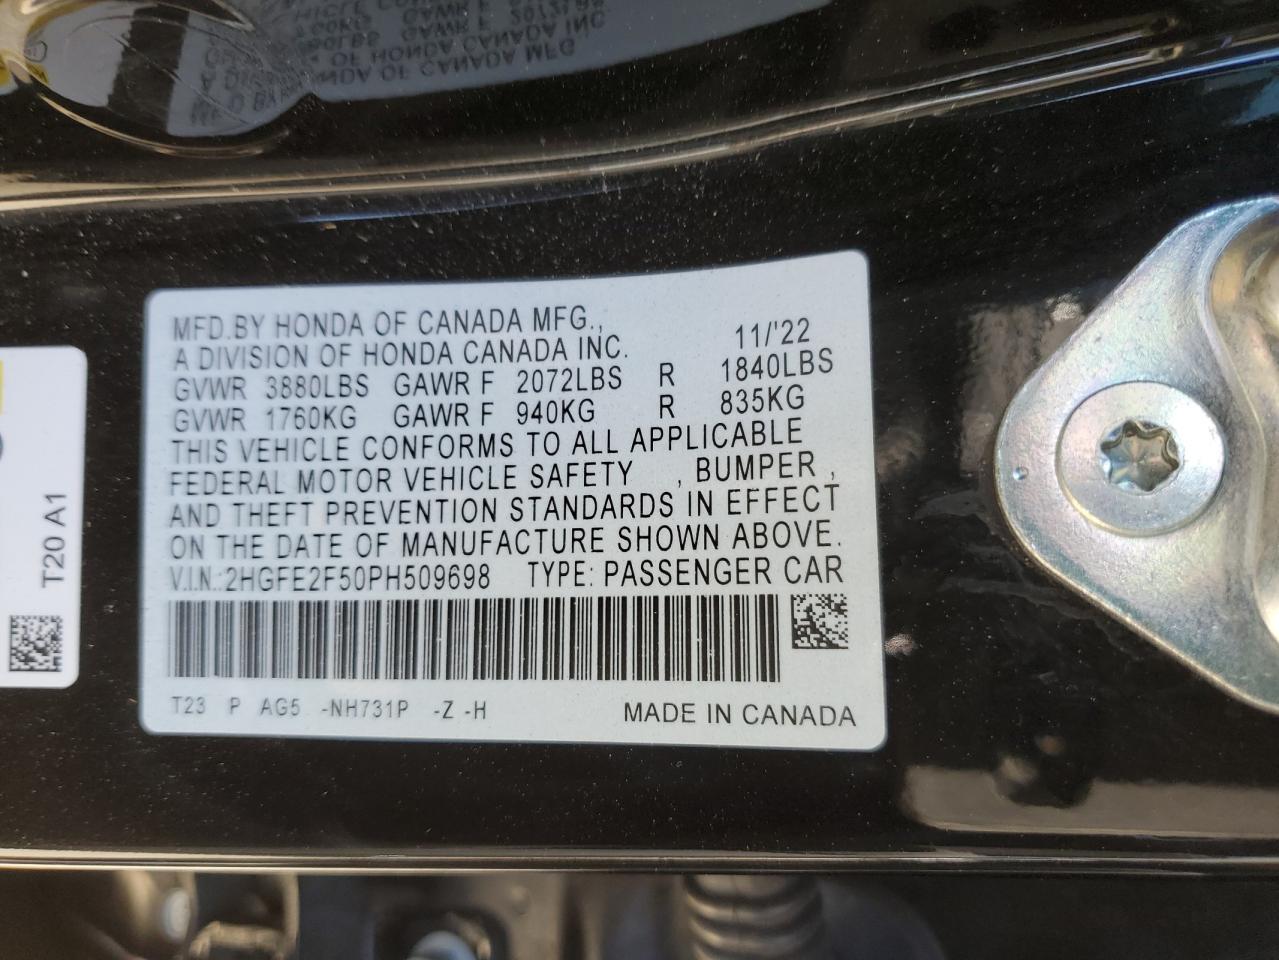 MFD.BY HONDA OF CANADA MFG.,
A DIVISION OF HONDA CANADA INC. 11/'22
GVWR 3880LBS GAWR F 2072LBS R 1840LBS
GVWR 1760KG GAWR F 940KG R 835KG
THIS VEHICLE CONFORMS TO ALL APPLICABLE
FEDERAL MOTOR VEHICLE SAFETY , BUMPER ,
AND THEFT PREVENTION STANDARDS IN EFFECT
ON THE DATE OF MANUFACTURE SHOWN ABOVE.
V.I.N.:2HGFE2F50PH509698 TYPE: PASSENGER CAR
T23 P AG5 -NH731P -Z -H MADE IN CANADA
T20 A1